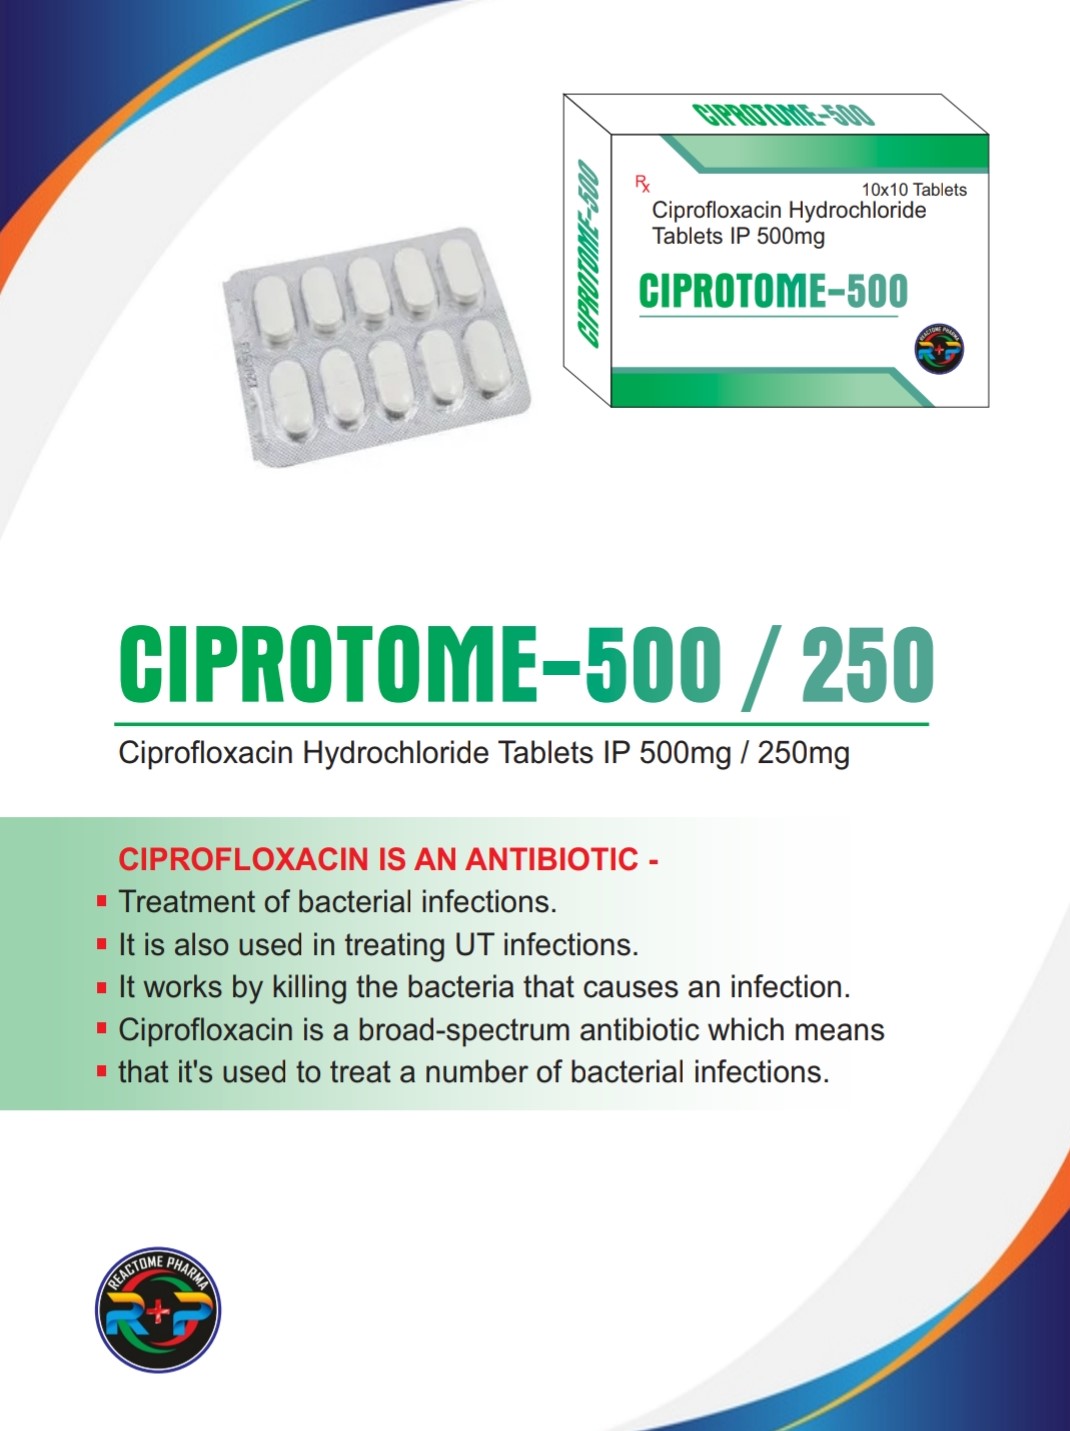 CIPROTOME-500
CIPROTOME-500
Rx
10x10 Tablets
Ciprofloxacin Hydrochloride
Tablets IP 500mg
CIPROTOME-500
REACTOME PHARMA
R+P
CIPROTOME-500 / 250
Ciprofloxacin Hydrochloride Tablets IP 500mg / 250mg
CIPROFLOXACIN IS AN ANTIBIOTIC -
Treatment of bacterial infections.
It is also used in treating UT infections.
It works by killing the bacteria that causes an infection.
Ciprofloxacin is a broad-spectrum antibiotic which means
that it's used to treat a number of bacterial infections.
REACTOME PHARMA
R+P